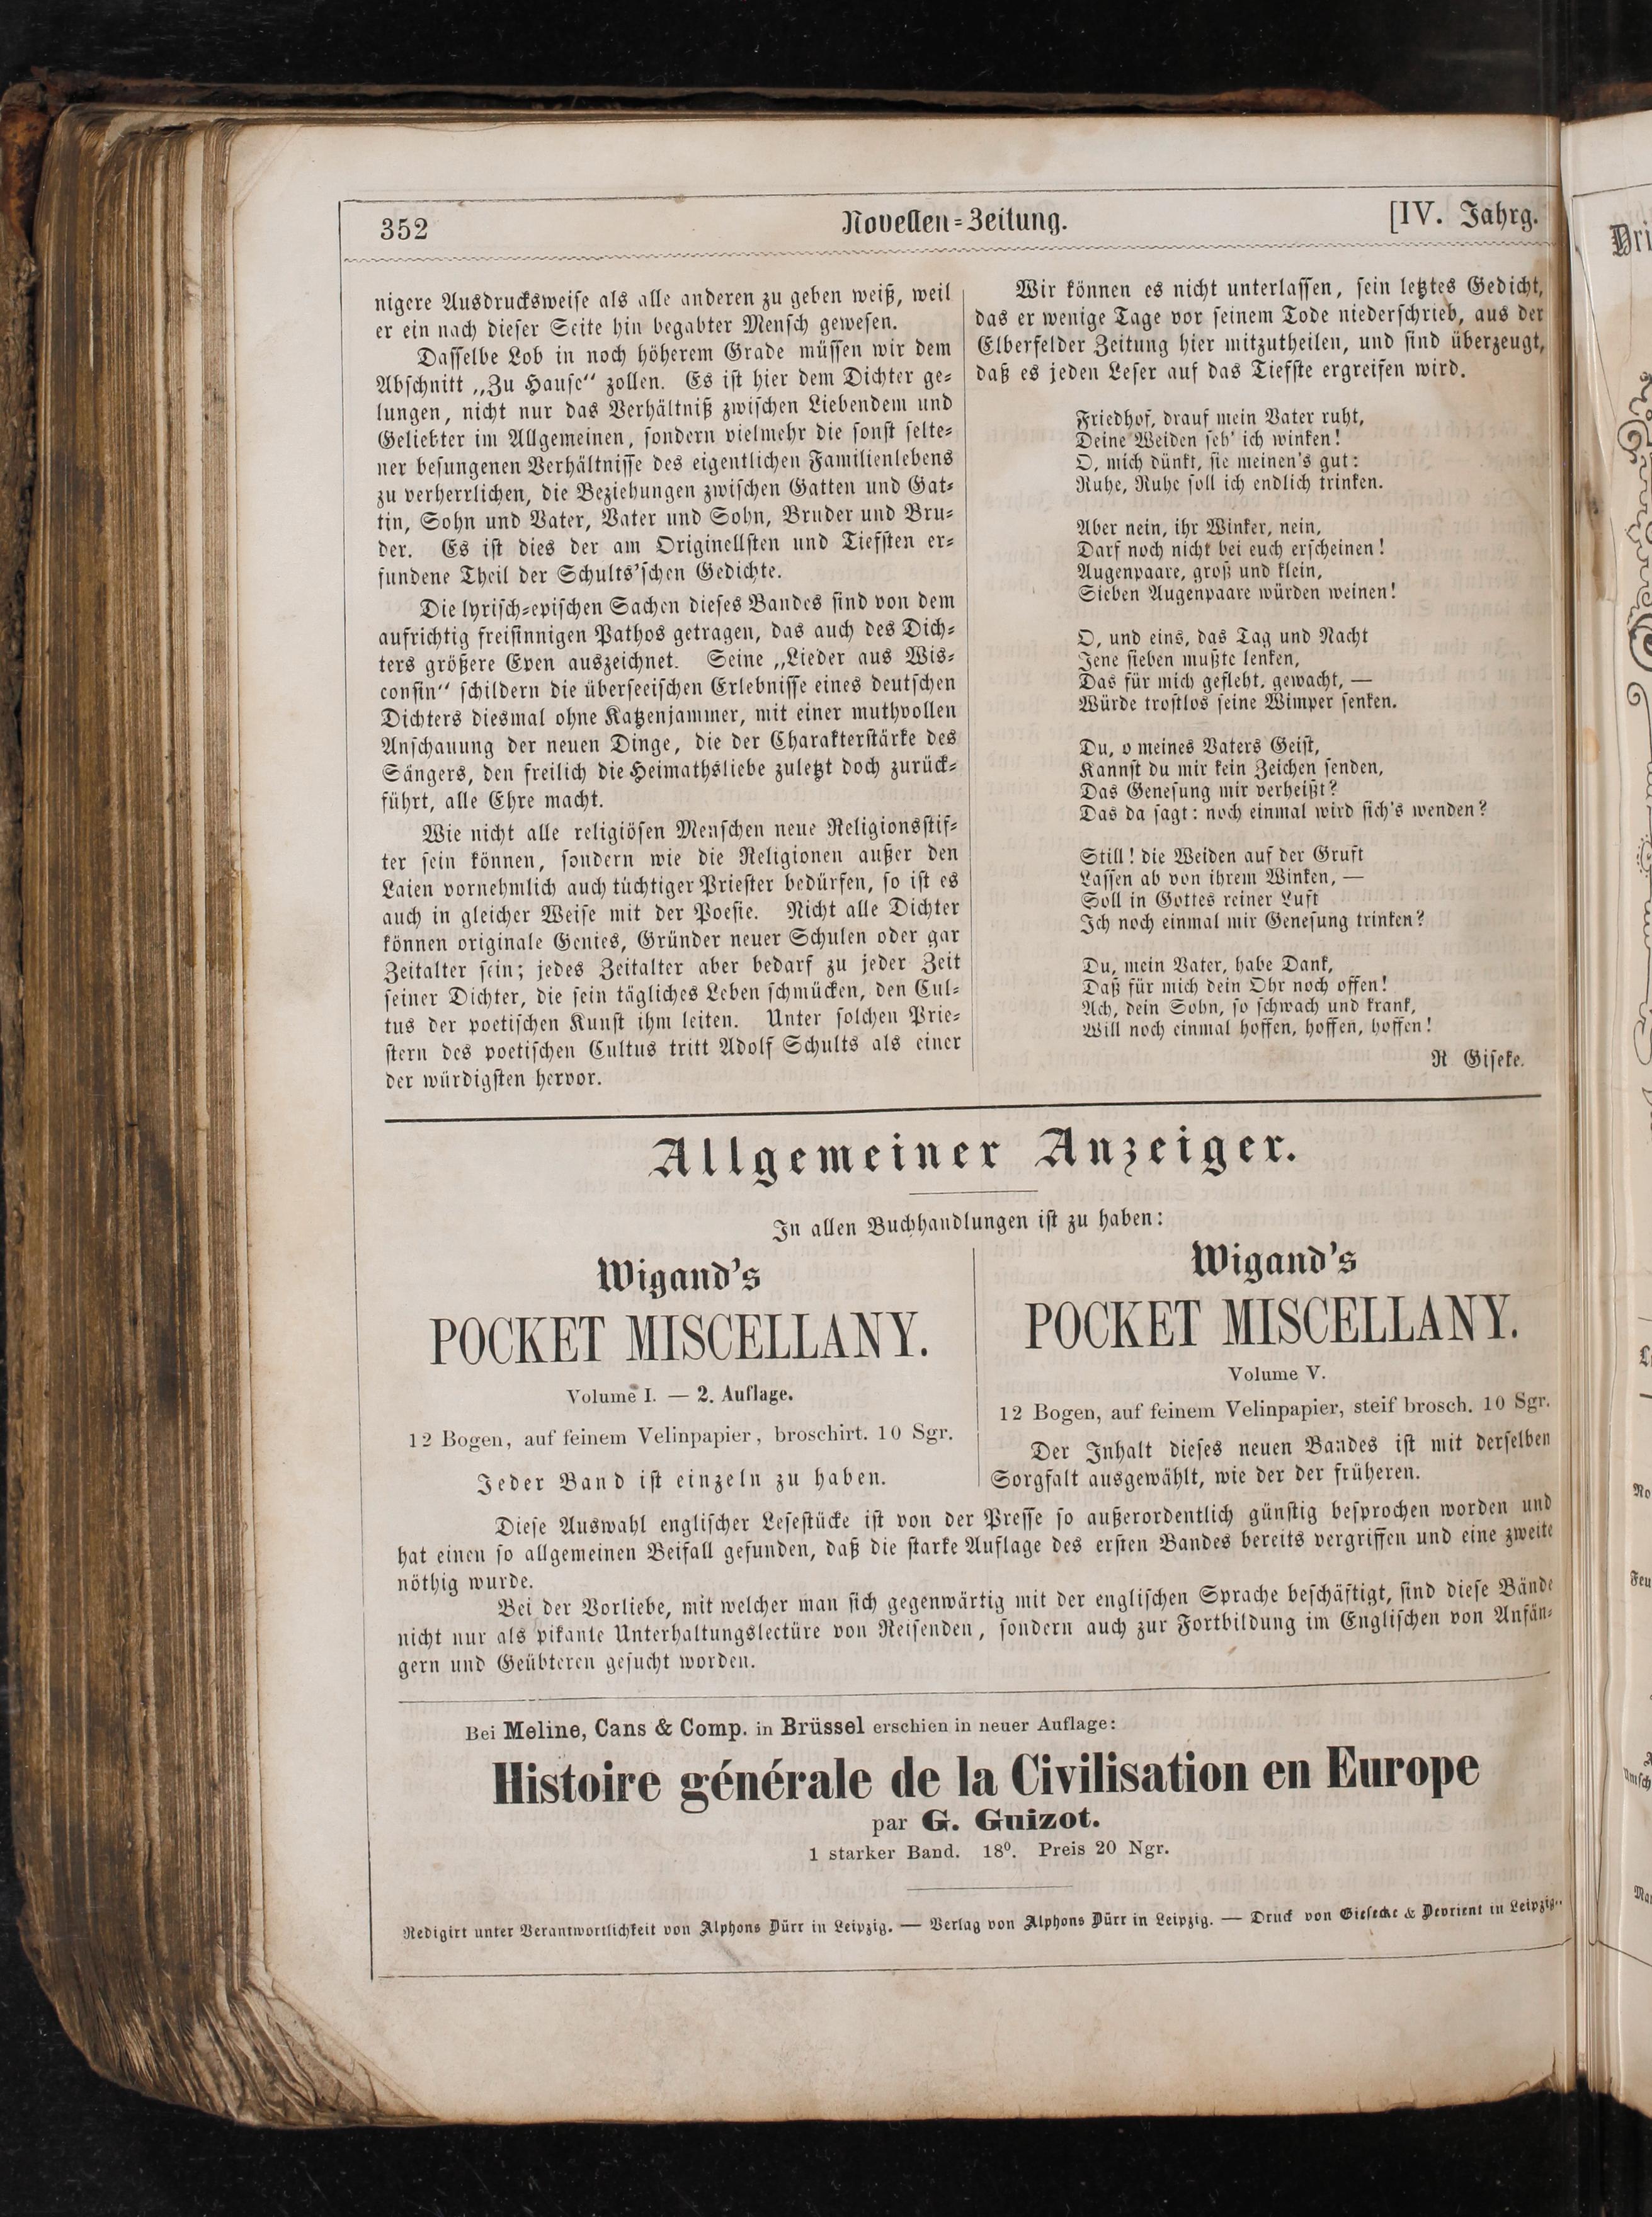 352
Novellen-Zeitung.
[IV. Jahrg.
nigere Ausdrucksweise als alle anderen zu geben weiß, weil
er ein nach dieser Seite hin begabter Mensch gewesen.
Dasselbe Lob in noch höherem Grade müssen wir dem
Abschnitt „Zu Hause“ zollen. Es ist hier dem Dichter ge-
lungen, nicht nur das Verhältniß zwischen Liebendem und
Geliebter im Allgemeinen, sondern vielmehr die sonst selte-
ner besungenen Verhältnisse des eigentlichen Familienlebens
zu verherrlichen, die Beziehungen zwischen Gatten und Gat-
tin, Sohn und Vater, Vater und Sohn, Bruder und Bru-
der. Es ist dies der am Originellsten und Tiefsten er-
fundene Theil der Schults'schen Gedichte.
Die lyrisch-epischen Sachen dieses Bandes sind von dem
aufrichtig freisinnigen Pathos getragen, das auch des Dich-
ters größere Epen auszeichnet. Seine „Lieder aus Wis-
consin“ schildern die überseeischen Erlebnisse eines deutschen
Dichters diesmal ohne Katzenjammer, mit einer muthvollen
Anschauung der neuen Dinge, die der Charakterstärke des
Sängers, den freilich die Heimathsliebe zuletzt doch zurück-
führt, alle Ehre macht.
Wie nicht alle religiösen Menschen neue Religionsstif-
ter sein können, sondern wie die Religionen außer den
Laien vornehmlich auch tüchtiger Priester bedürfen, so ist es
auch in gleicher Weise mit der Poesie. Nicht alle Dichter
können originale Genies, Gründer neuer Schulen oder gar
Zeitalter sein; jedes Zeitalter aber bedarf zu jeder Zeit
seiner Dichter, die sein tägliches Leben schmücken, den Cul-
tus der poetischen Kunst ihm leiten. Unter solchen Prie-
stern des poetischen Cultus tritt Adolf Schults als einer
der würdigsten hervor.
Wir können es nicht unterlassen, sein letztes Gedicht,
das er wenige Tage vor seinem Tode niederschrieb, aus der
Elberfelder Zeitung hier mitzutheilen, und sind überzeugt,
daß es jeden Leser auf das Tiefste ergreifen wird.
Friedhof, drauf mein Vater ruht,
Deine Weiden seh' ich winken!
O, mich dünkt, sie meinen's gut:
Ruhe, Ruhe soll ich endlich trinken.
Aber nein, ihr Winker, nein,
Darf noch nicht bei euch erscheinen!
Augenpaare, groß und klein,
Sieben Augenpaare würden weinen!
O, und eins, das Tag und Nacht
Jene sieben mußte lenken,
Das für mich gefleht, gewacht, —
Würde trostlos seine Wimper senken.
Du, o meines Vaters Geist,
Kannst du mir kein Zeichen senden,
Das Genesung mir verheißt?
Das da sagt: noch einmal wird sich's wenden?
Still! die Weiden auf der Gruft
Lassen ab von ihrem Winken, —
Soll in Gottes reiner Luft
Ich noch einmal mir Genesung trinken?
Du, mein Vater, habe Dank,
Daß für mich dein Ohr noch offen!
Ach, dein Sohn, so schwach und krank,
Will noch einmal hoffen, hoffen, hoffen!
R Giseke.
Allgemeiner Anzeiger.
In allen Buchhandlungen ist zu haben:
Wigand's
POCKET MISCELLANY.
Volume I. — 2. Auflage.
12 Bogen, auf feinem Velinpapier, broschirt. 10 Sgr.
Jeder Band ist einzeln zu haben.
Wigand's
POCKET MISCELLANY.
Volume V.
12 Bogen, auf feinem Velinpapier, steif brosch. 10 Sgr.
Der Inhalt dieses neuen Bandes ist mit derselben
Sorgfalt ausgewählt, wie der der früheren.
Diese Auswahl englischer Lesestücke ist von der Presse so außerordentlich günstig besprochen worden und
hat einen so allgemeinen Beifall gefunden, daß die starke Auflage des ersten Bandes bereits vergriffen und eine zweite
nöthig wurde.
Bei der Vorliebe, mit welcher man sich gegenwärtig mit der englischen Sprache beschäftigt, sind diese Bände
nicht nur als pikante Unterhaltungslectüre von Reisenden, sondern auch zur Fortbildung im Englischen von Anfän-
gern und Geübteren gesucht worden.
Bei Meline, Cans & Comp. in Brüssel erschien in neuer Auflage:
Histoire générale de la Civilisation en Europe
par G. Guizot.
1 starker Band. 18⁰. Preis 20 Ngr.
Redigirt unter Verantwortlichkeit von Alphons Dürr in Leipzig. — Verlag von Alphons Dürr in Leipzig. — Druck von Giesecke & Devrient in Leipzig.